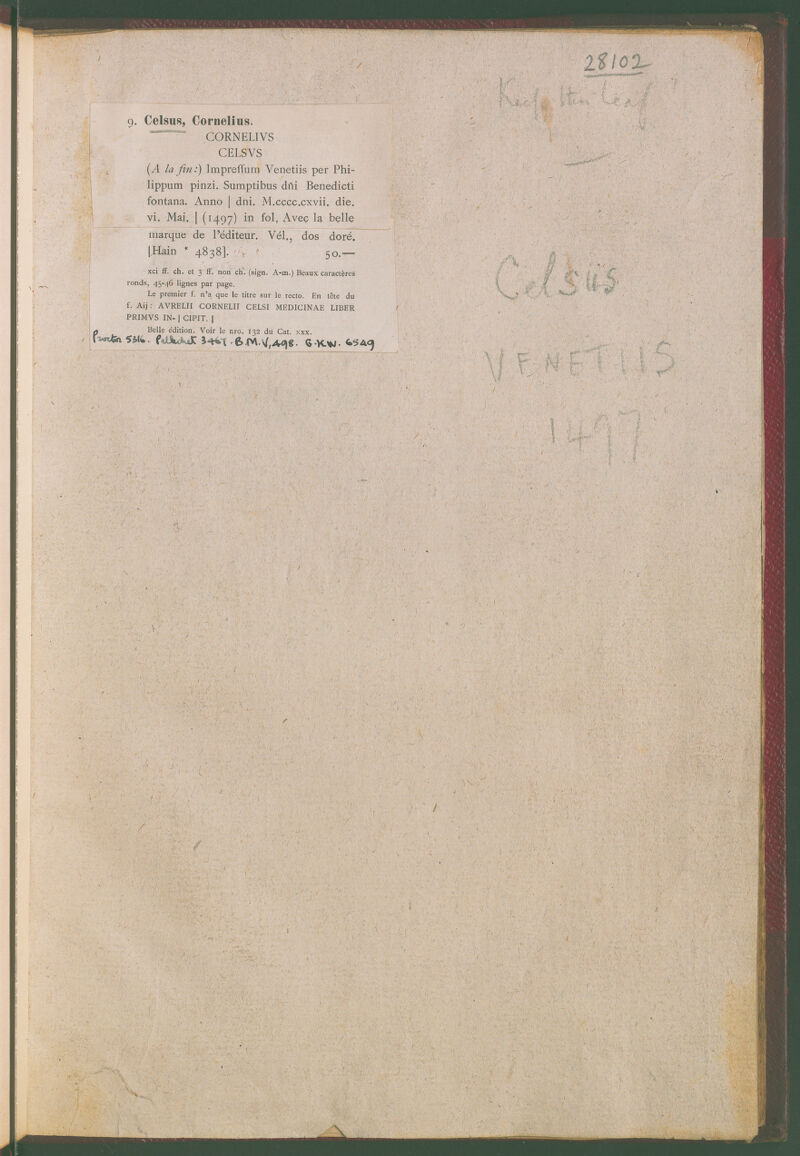 28102
Keep this leaf
9. Celsus, Cornelius.
CORNELIVS
CELSVS
(A la fin:) Impressum Venetiis per Phi-
lippum pinzi. Sumptibus dñi Benedicti
fontana. Anno | dni. M.cccc.cxvii. die.
vi. Mai. | (1497) in fol. Avec la belle
marque de l'éditeur. Vél., dos doré.
[Hain * 4838]. 50.—
xci ff. ch. et 3 ff. non ch. (sign. A-m.) Beaux caractères
ronds, 45-46 lignes par page.
Le premier f. n'a que le titre sur le recto. En tête du
f. Aij: AVRELII CORNELII CELSI MEDICINAE LIBER
PRIMVS IN- | CIPIT. |
Belle édition. Voir le nro. 132 du Cat. xxx.
Proctor 5316. Pellechet 3461. B.M.V,498. G.K.W. 6549
Celsus
VENETIIS
1497